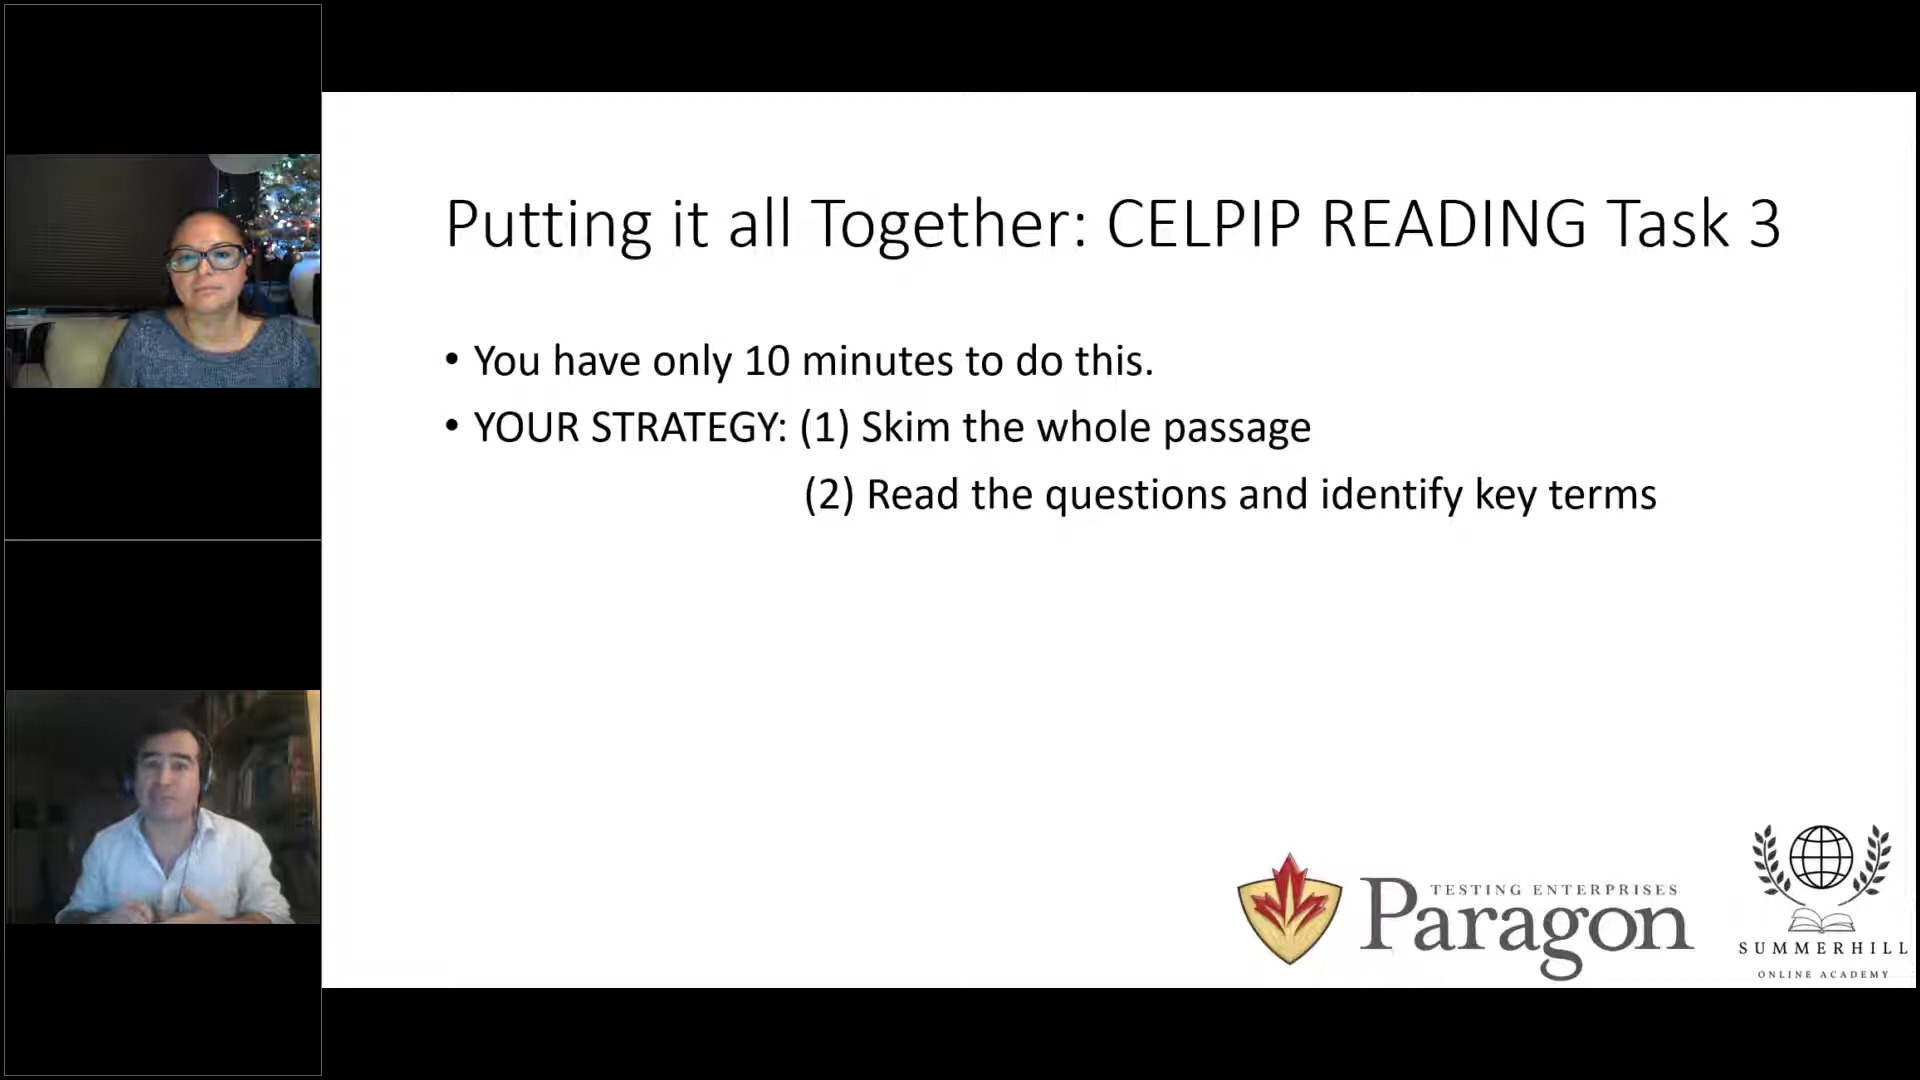 Putting it all Together: CELPIP READING Task 3
• You have only 10 minutes to do this.
• YOUR STRATEGY: (1) Skim the whole passage
(2) Read the questions and identify key terms
TESTING ENTERPRISES
Paragon
SUMMERHILL
ONLINE ACADEMY